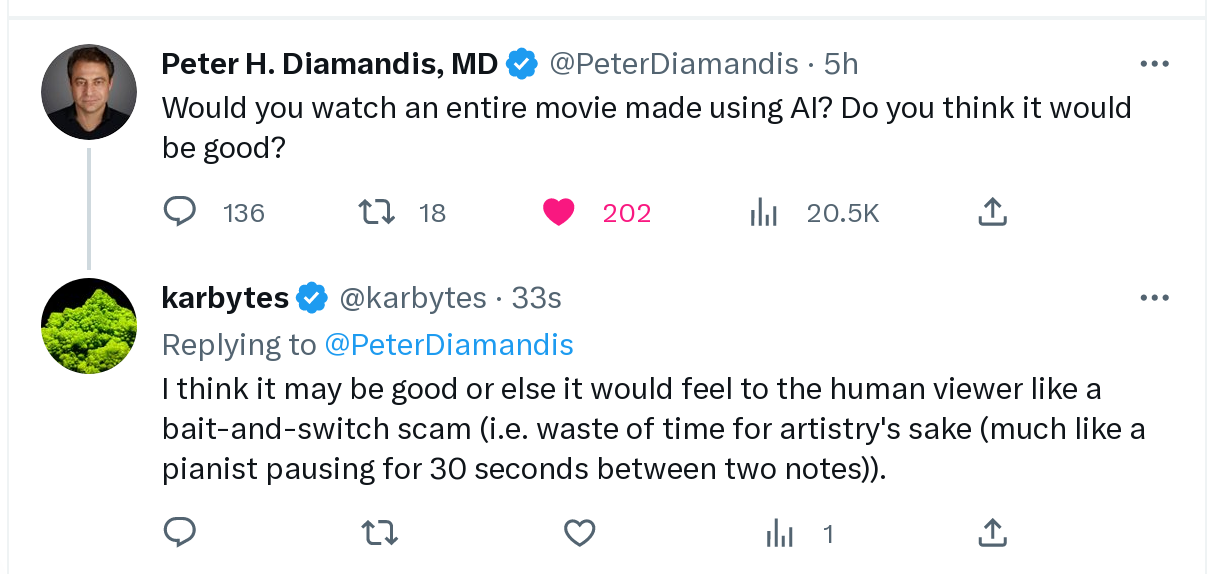 Peter H. Diamandis, MD @PeterDiamandis · 5h
Would you watch an entire movie made using AI? Do you think it would
be good?
136 18 202 20.5K
karbytes @karbytes · 33s
Replying to @PeterDiamandis
I think it may be good or else it would feel to the human viewer like a
bait-and-switch scam (i.e. waste of time for artistry's sake (much like a
pianist pausing for 30 seconds between two notes)).
1